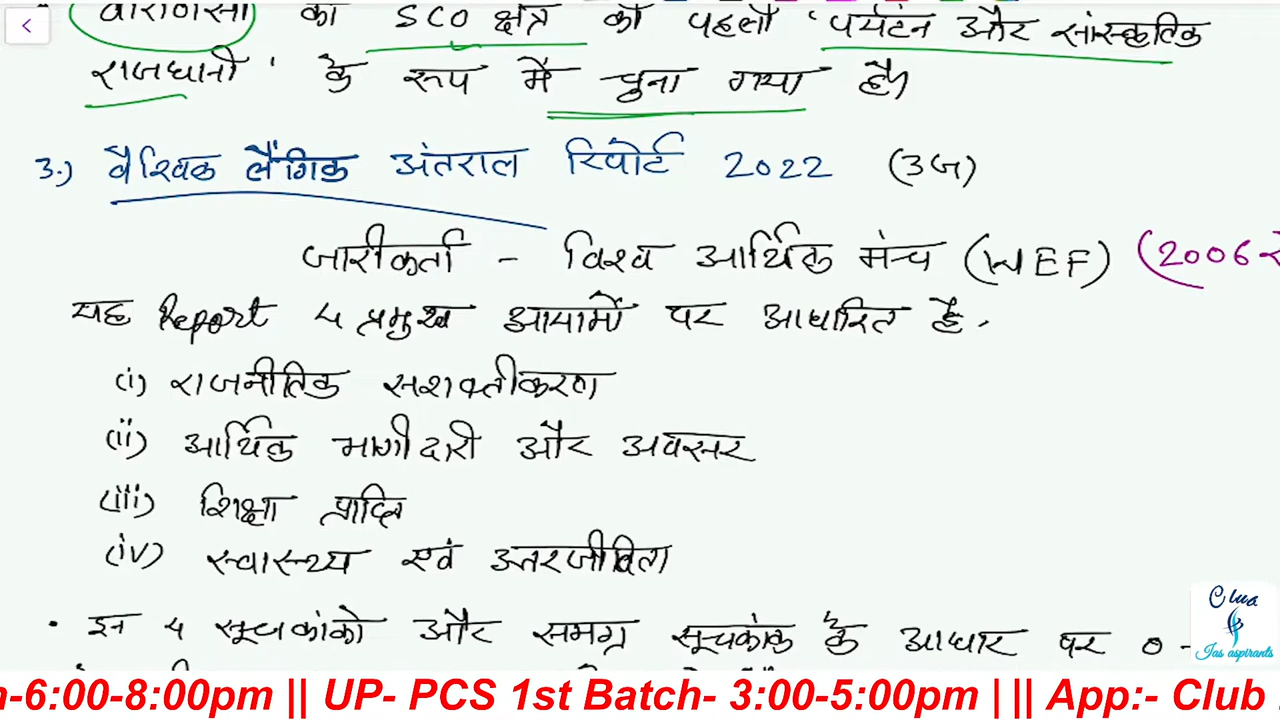 वाराणसी को SCO क्षेत्र की पहली 'पर्यटन और सांस्कृतिक
राजधानी' के रूप में चुना गया है।
3.) वैश्विक लैंगिक अंतराल रिपोर्ट 2022 (उ०)
जारीकर्ता - विश्व आर्थिक मंच (WEF) (2006 से
यह Report 4 प्रमुख आयामों पर आधारित है -
(i) राजनीतिक सशक्तीकरण
(ii) आर्थिक भागीदारी और अवसर
(iii) शिक्षा प्राप्ति
(iv) स्वास्थ्य एवं उत्तरजीविता
• इन 4 सूचकांको और समग्र सूचकांक के आधार पर 0 -
Club
Ias aspirants
-6:00-8:00pm || UP- PCS 1st Batch- 3:00-5:00pm | || App:- Club